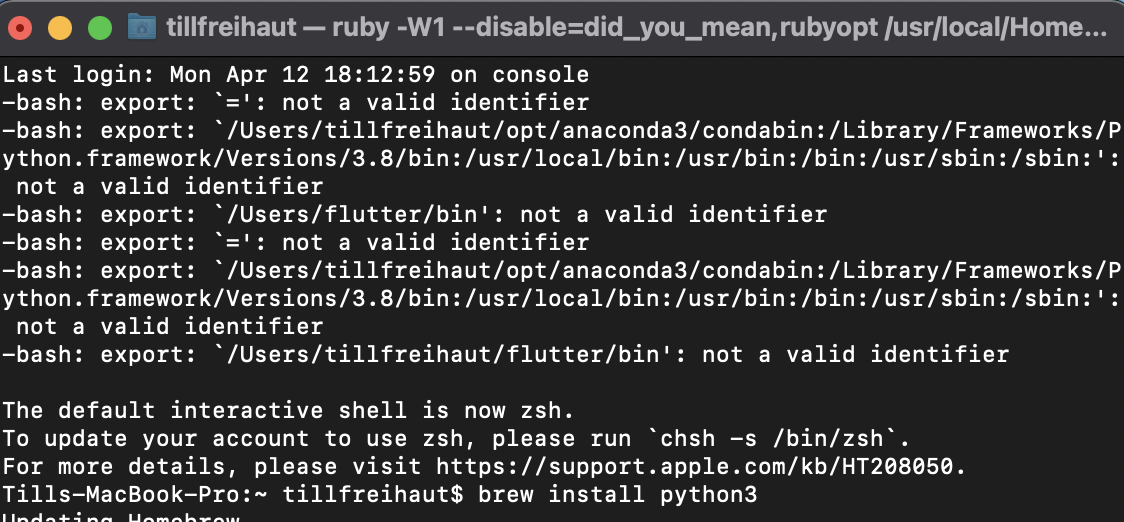 tillfreihaut — ruby -W1 --disable=did_you_mean,rubyopt /usr/local/Home...
Last login: Mon Apr 12 18:12:59 on console
-bash: export: `=': not a valid identifier
-bash: export: `/Users/tillfreihaut/opt/anaconda3/condabin:/Library/Frameworks/P
ython.framework/Versions/3.8/bin:/usr/local/bin:/usr/bin:/bin:/usr/sbin:/sbin:':
 not a valid identifier
-bash: export: `/Users/flutter/bin': not a valid identifier
-bash: export: `=': not a valid identifier
-bash: export: `/Users/tillfreihaut/opt/anaconda3/condabin:/Library/Frameworks/P
ython.framework/Versions/3.8/bin:/usr/local/bin:/usr/bin:/bin:/usr/sbin:/sbin:':
 not a valid identifier
-bash: export: `/Users/tillfreihaut/flutter/bin': not a valid identifier
The default interactive shell is now zsh.
To update your account to use zsh, please run `chsh -s /bin/zsh`.
For more details, please visit https://support.apple.com/kb/HT208050.
Tills-MacBook-Pro:~ tillfreihaut$ brew install python3
Updating Homebrew